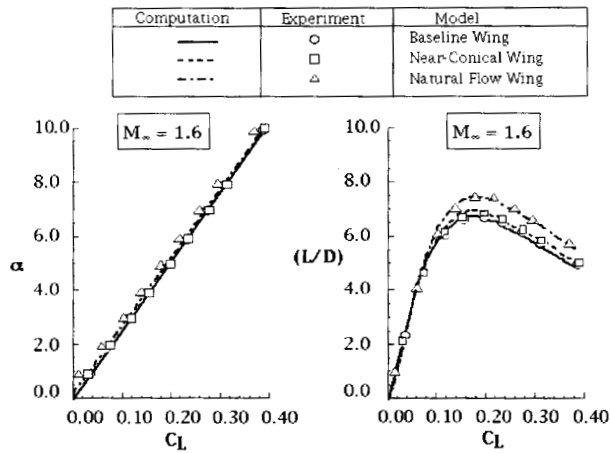 Computation Experiment Model
Baseline Wing
Near-Conical Wing
Natural Flow Wing
M∞ = 1.6
10.0
8.0
6.0
4.0
2.0
0.0
α
0.00 0.10 0.20 0.30 0.40
CL
M∞ = 1.6
10.0
8.0
6.0
4.0
2.0
0.0
(L/D)
0.00 0.10 0.20 0.30 0.40
CL